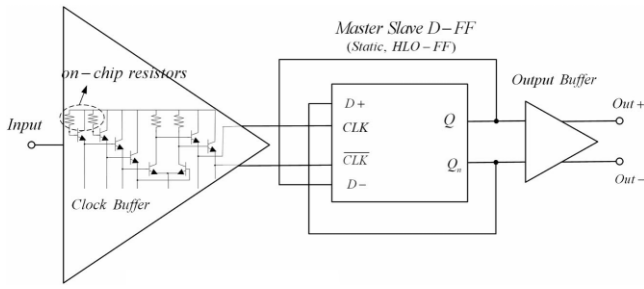 Master Slave D-FF
(Static, HLO-FF)
on-chip resistors
Output Buffer
Input
Clock Buffer
D+
CLK
CLK
D-
Q
Qn
Out+
Out-